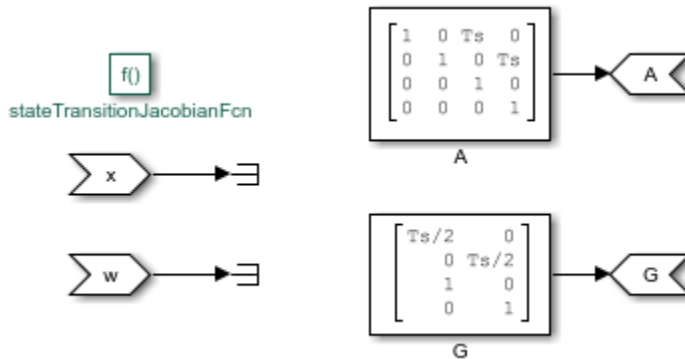 f()
stateTransitionJacobianFcn
x
w
1 0 Ts 0
0 1 0 Ts
0 0 1 0
0 0 0 1
A
A
Ts/2 0
0 Ts/2
1 0
0 1
G
G